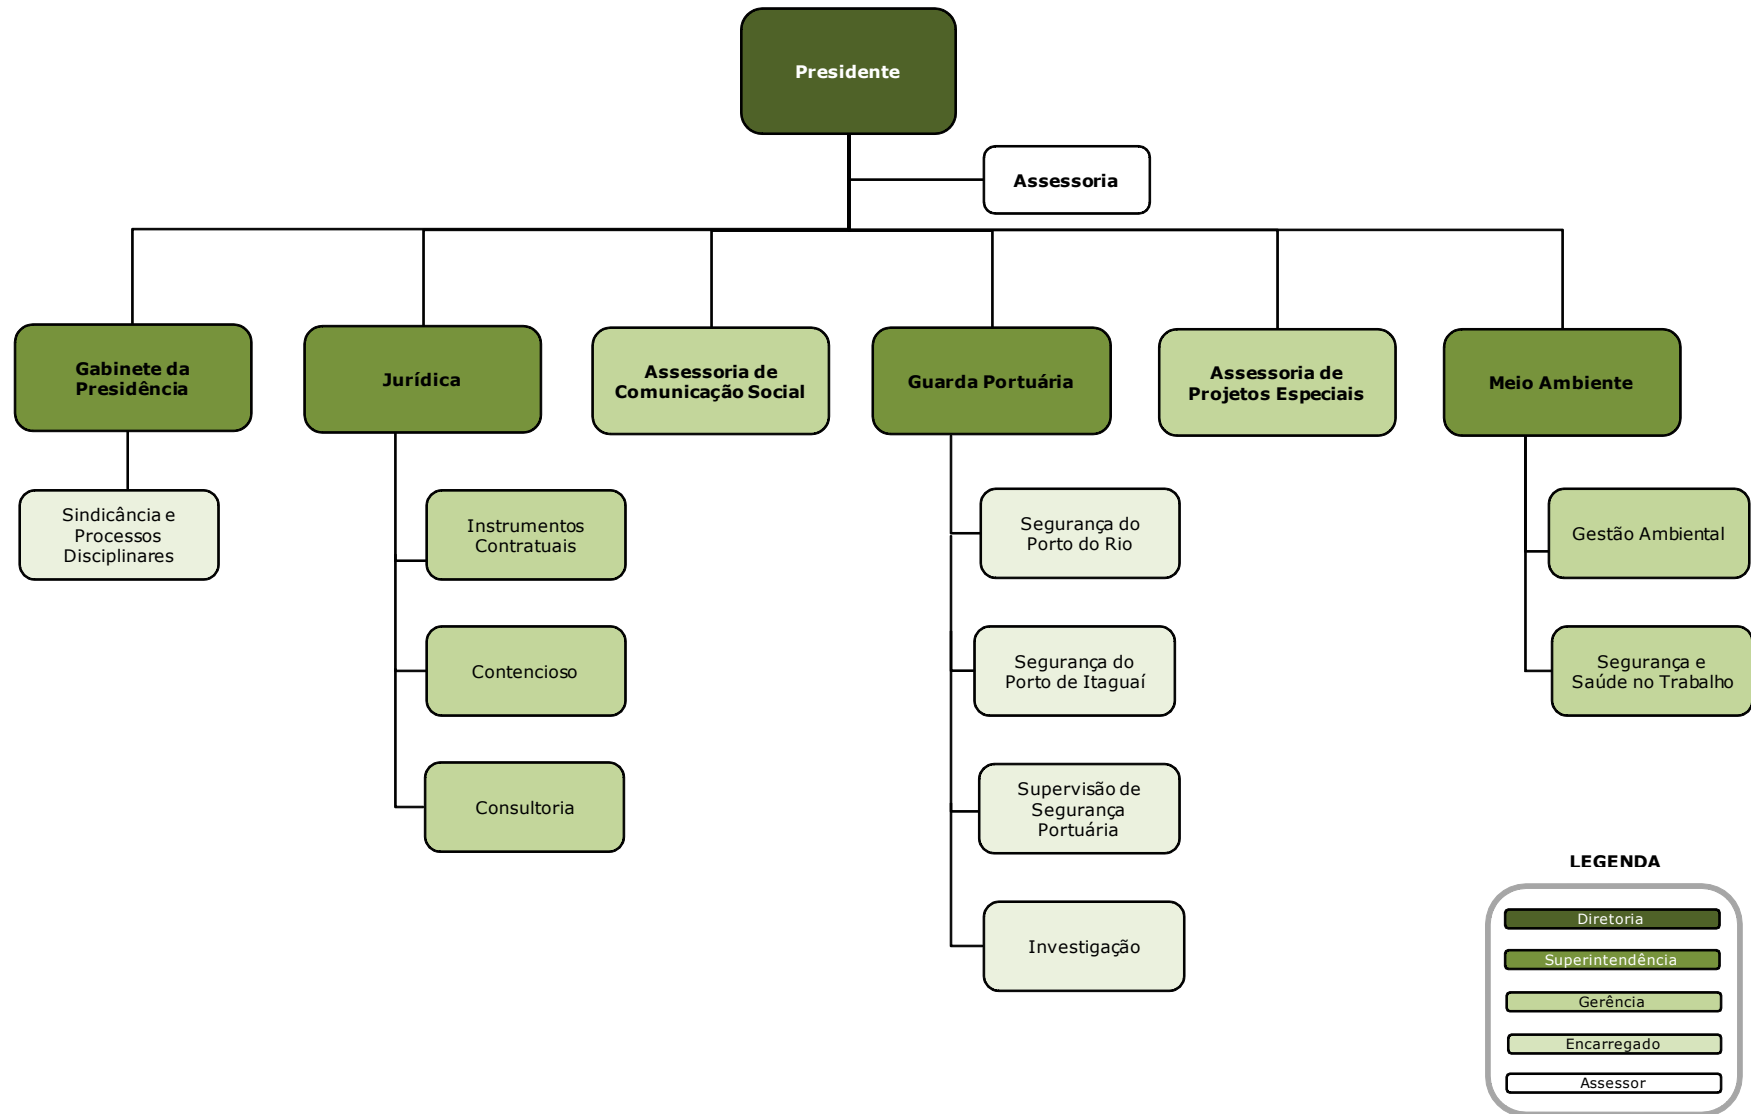 Presidente
Assessoria
Gabinete da
Presidência
Jurídica
Assessoria de
Comunicação Social
Guarda Portuária
Assessoria de
Projetos Especiais
Meio Ambiente
Sindicância e
Processos
Disciplinares
Instrumentos
Contratuais
Contencioso
Consultoria
Segurança do
Porto do Rio
Segurança do
Porto de Itaguaí
Supervisão de
Segurança
Portuária
Investigação
Gestão Ambiental
Segurança e
Saúde no Trabalho
LEGENDA
Diretoria
Superintendência
Gerência
Encarregado
Assessor